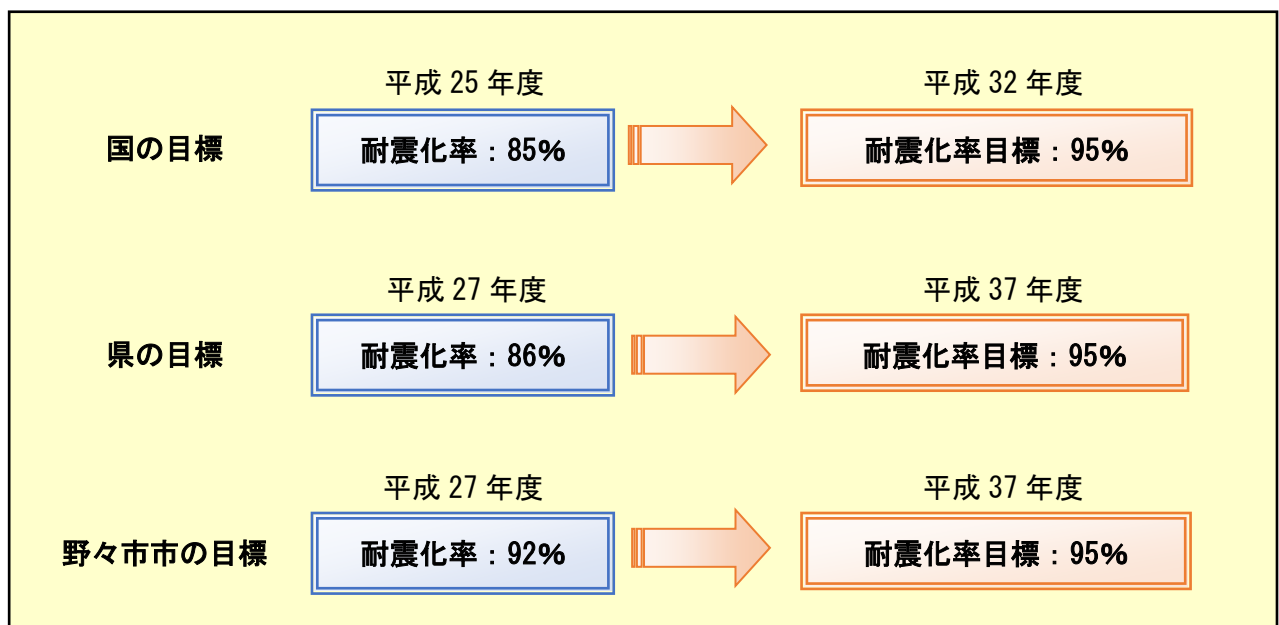 平成 25 年度 平成 32 年度
国の目標 耐震化率：85% 耐震化率目標：95%
平成 27 年度 平成 37 年度
県の目標 耐震化率：86% 耐震化率目標：95%
平成 27 年度 平成 37 年度
野々市市の目標 耐震化率：92% 耐震化率目標：95%